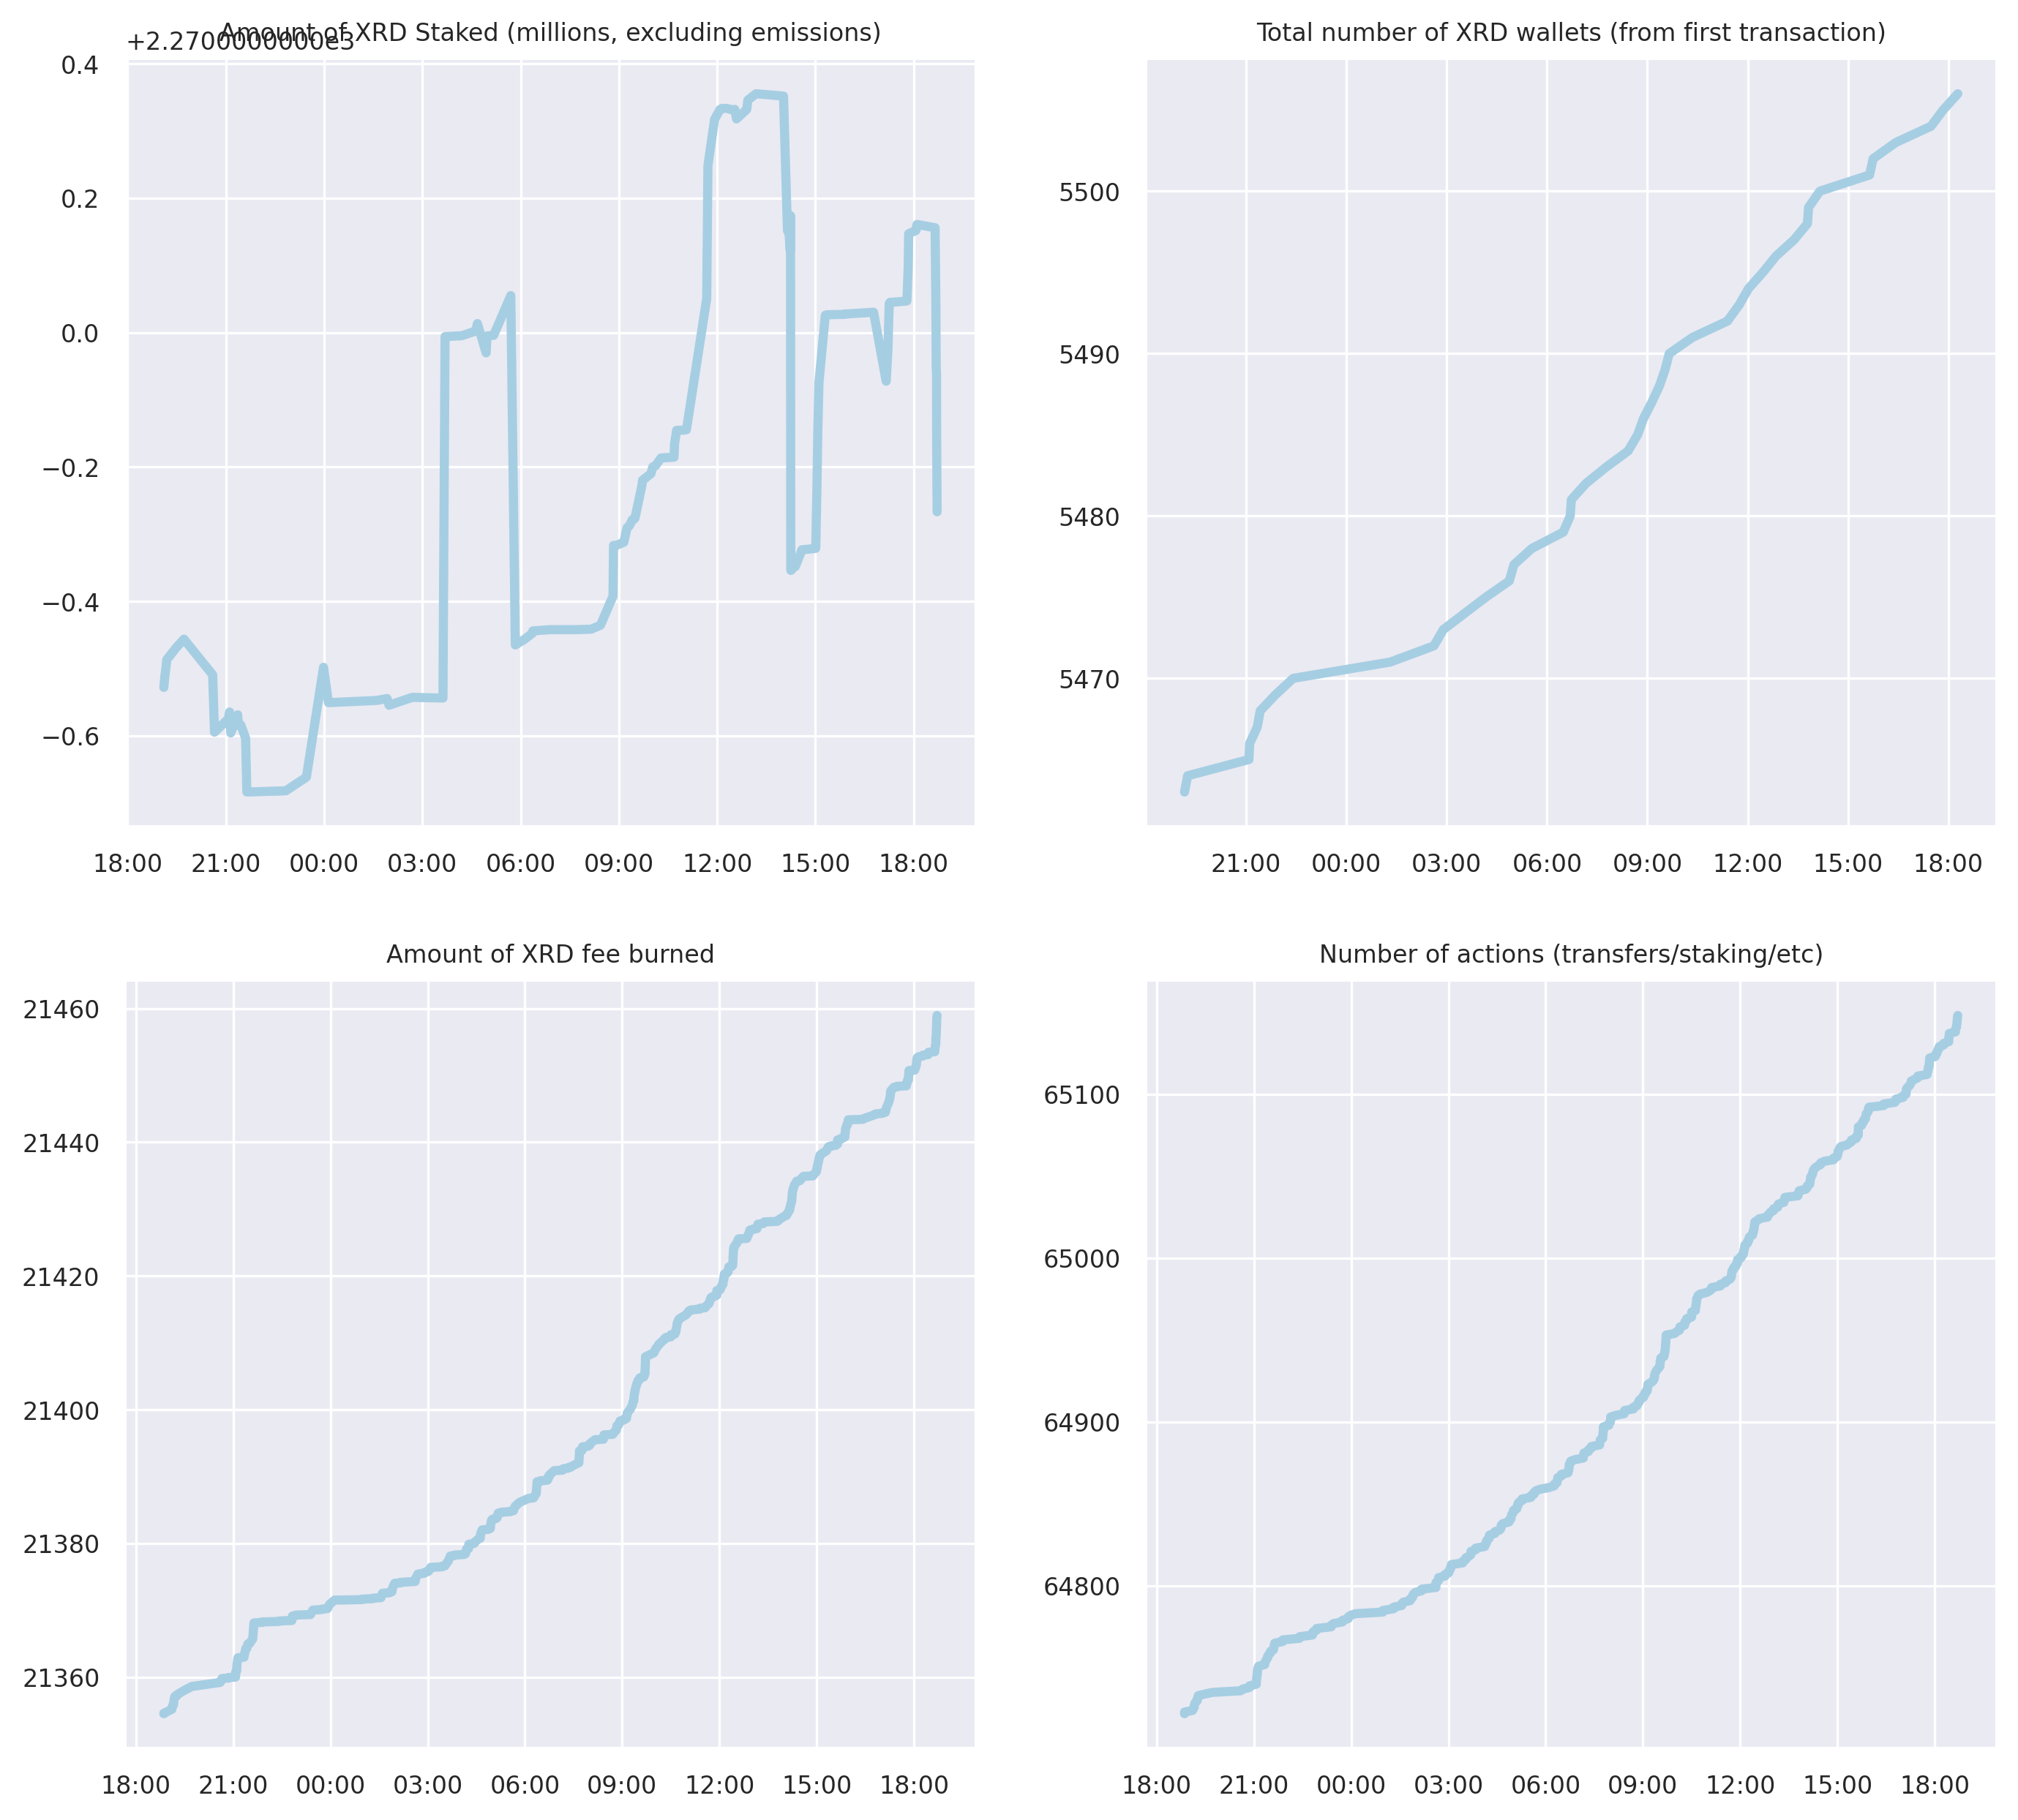 Amount of XRD Staked (millions, excluding emissions)
+2.2700000000e3
0.4
0.2
0.0
−0.2
−0.4
−0.6
18:00 21:00 00:00 03:00 06:00 09:00 12:00 15:00 18:00
Total number of XRD wallets (from first transaction)
5500
5490
5480
5470
21:00 00:00 03:00 06:00 09:00 12:00 15:00 18:00
Amount of XRD fee burned
21460
21440
21420
21400
21380
21360
18:00 21:00 00:00 03:00 06:00 09:00 12:00 15:00 18:00
Number of actions (transfers/staking/etc)
65100
65000
64900
64800
18:00 21:00 00:00 03:00 06:00 09:00 12:00 15:00 18:00